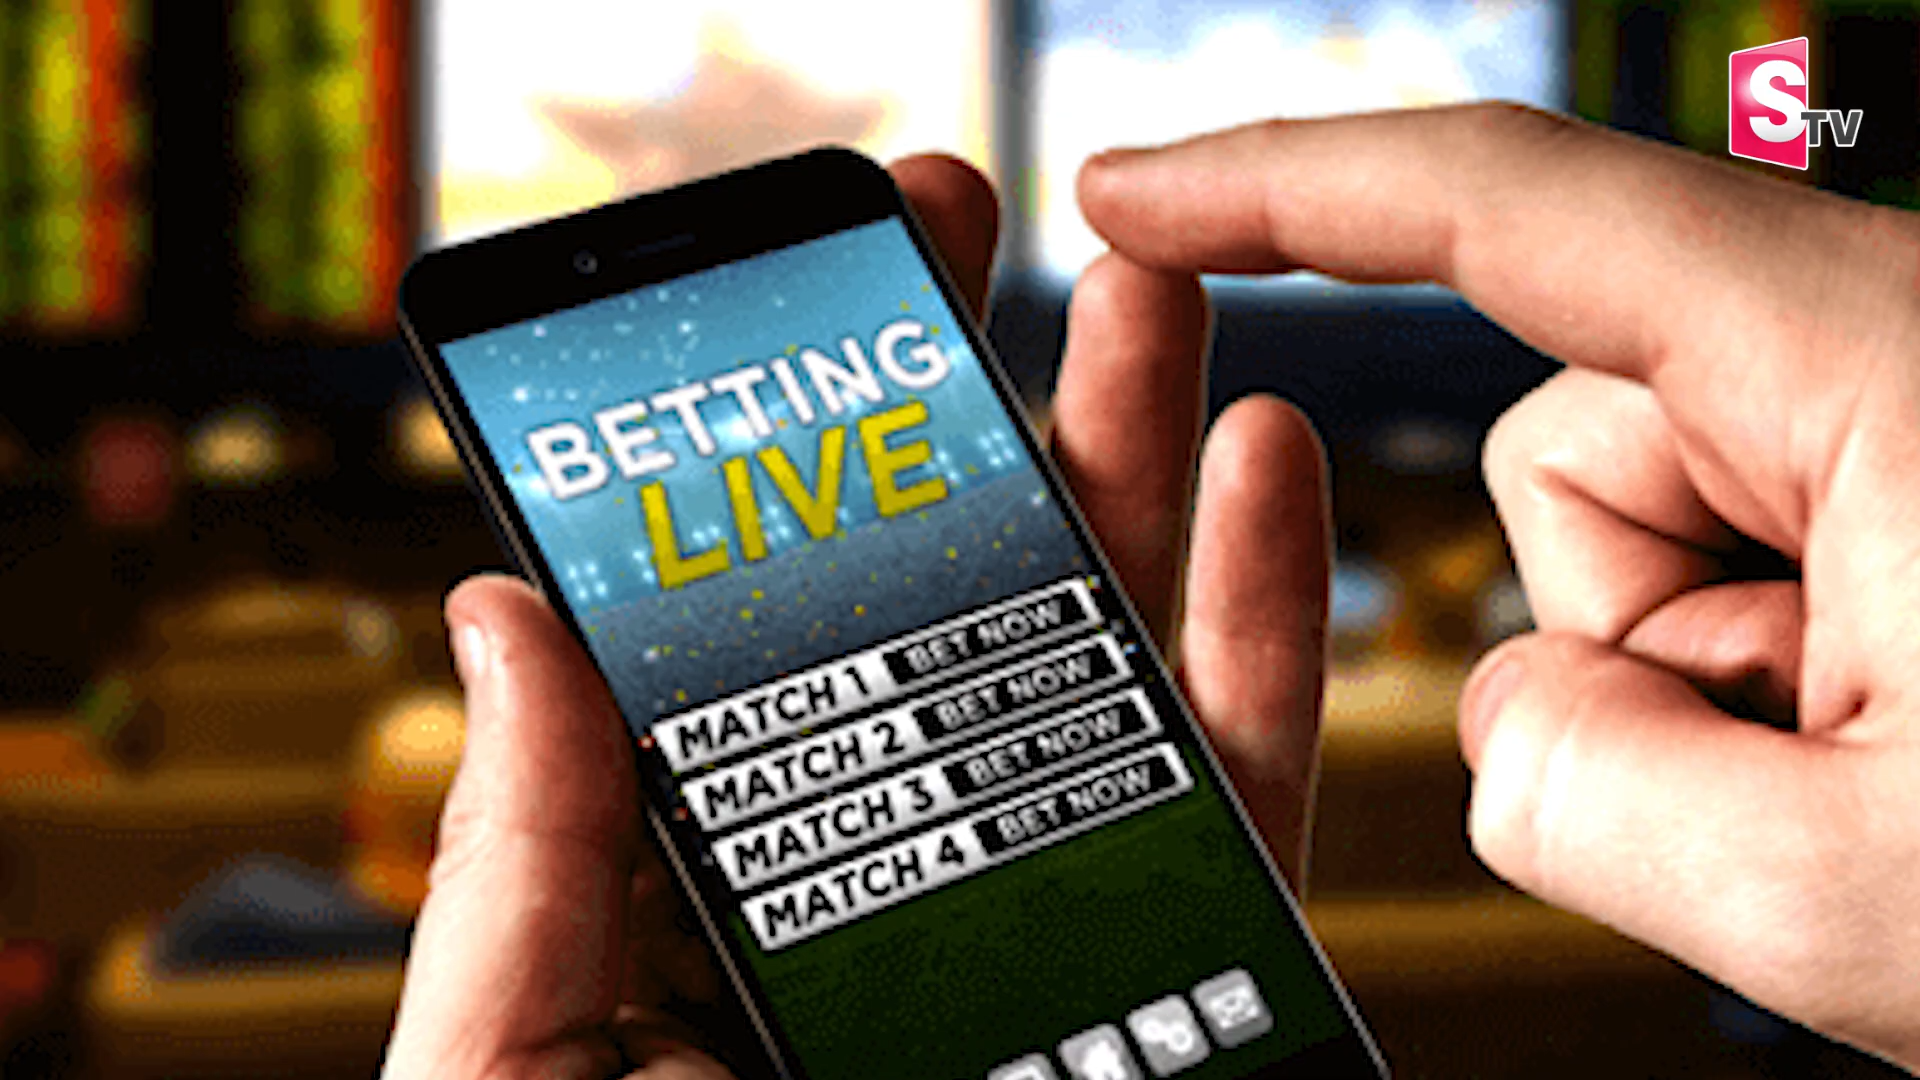 STV
BETTING
LIVE
MATCH 1 BET NOW
MATCH 2 BET NOW
MATCH 3 BET NOW
MATCH 4 BET NOW